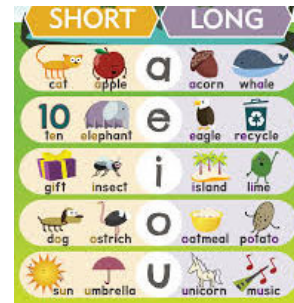 SHORT LONG
a
cat apple acorn whale
10 e
ten elephant eagle recycle
i
gift insect island lime
o
dog ostrich oatmeal potato
u
sun umbrella unicorn music